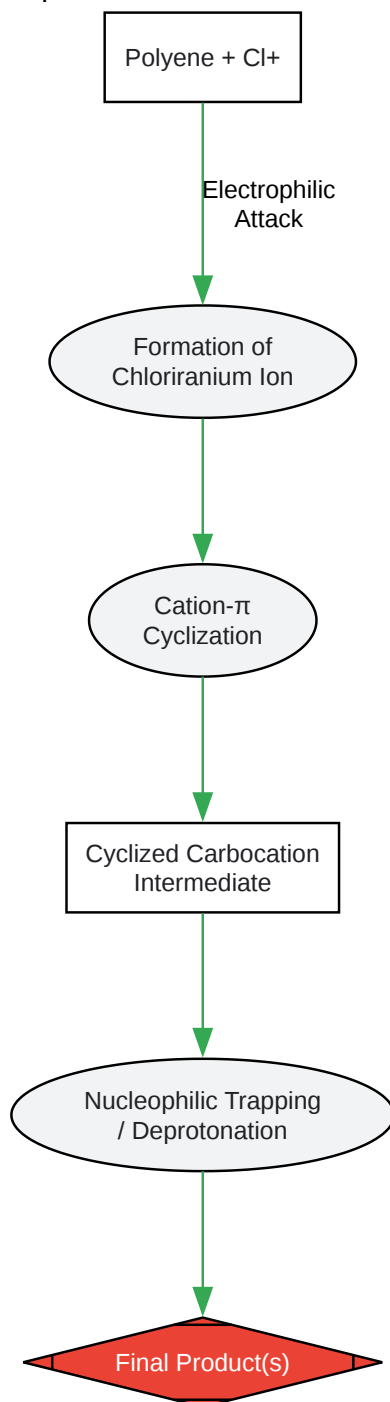 Polyene + Cl+
Electrophilic
Attack
Formation of
Chloriranium Ion
Cation-π
Cyclization
Cyclized Carbocation
Intermediate
Nucleophilic Trapping
/ Deprotonation
Final Product(s)